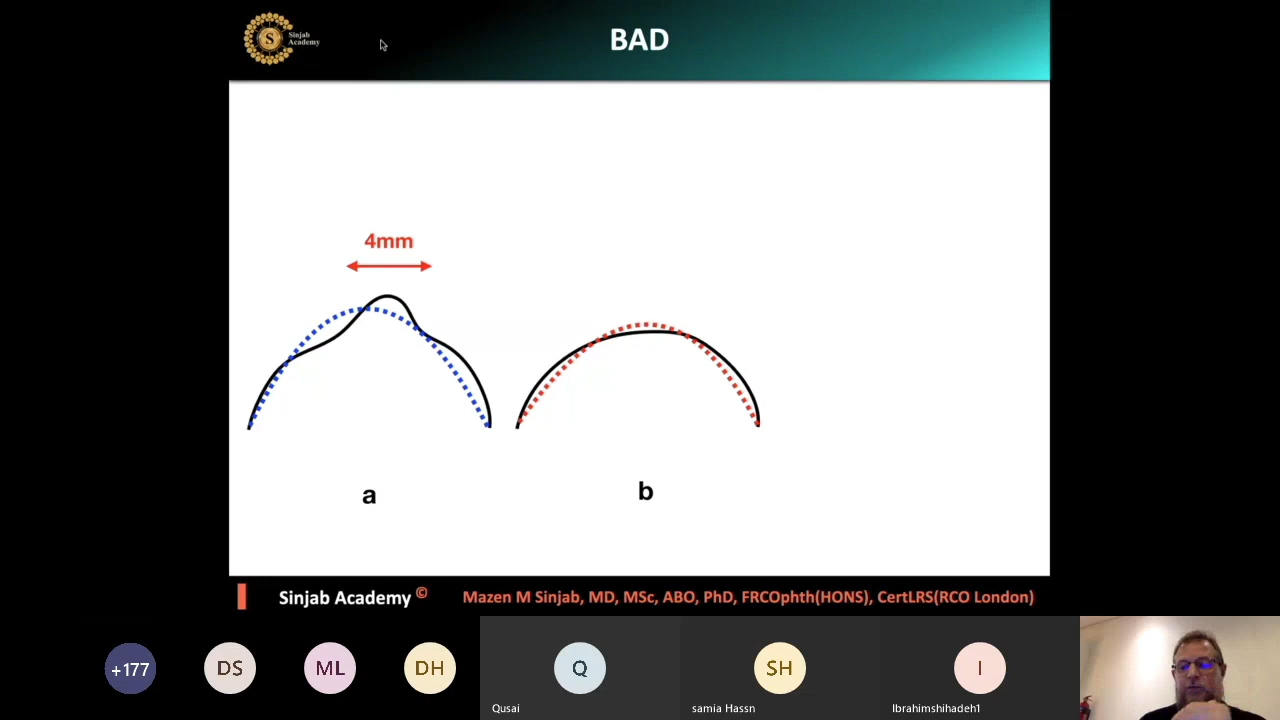 Sinjab
Academy
S
BAD
4mm
a
b
Sinjab Academy ©
Mazen M Sinjab, MD, MSc, ABO, PhD, FRCOphth(HONS), CertLRS(RCO London)
+177
DS
ML
DH
Q
SH
I
Qusai
samia Hassn
Ibrahimshihadeh1